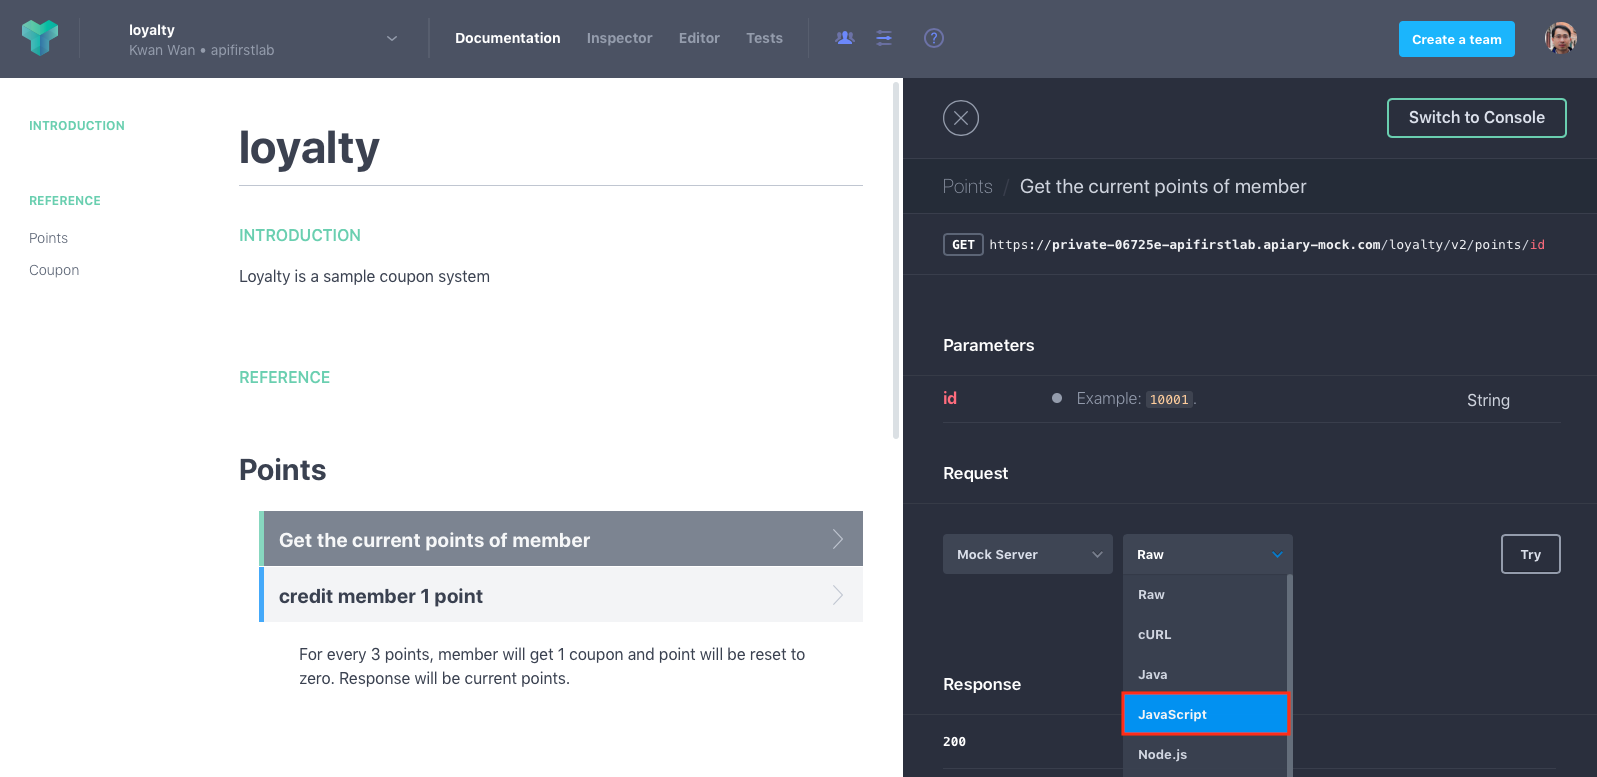 loyalty
Kwan Wan • apifirstlab
Documentation
Inspector
Editor
Tests
?
Create a team
INTRODUCTION
REFERENCE
Points
Coupon
loyalty
INTRODUCTION
Loyalty is a sample coupon system
REFERENCE
Points
Get the current points of member
credit member 1 point
For every 3 points, member will get 1 coupon and point will be reset to
zero. Response will be current points.
Switch to Console
Points / Get the current points of member
GET https://private-06725e-apifirstlab.apiary-mock.com/loyalty/v2/points/id
Parameters
id Example: 10001. String
Request
Mock Server
Raw
Try
Raw
cURL
Java
JavaScript
Node.js
Response
200